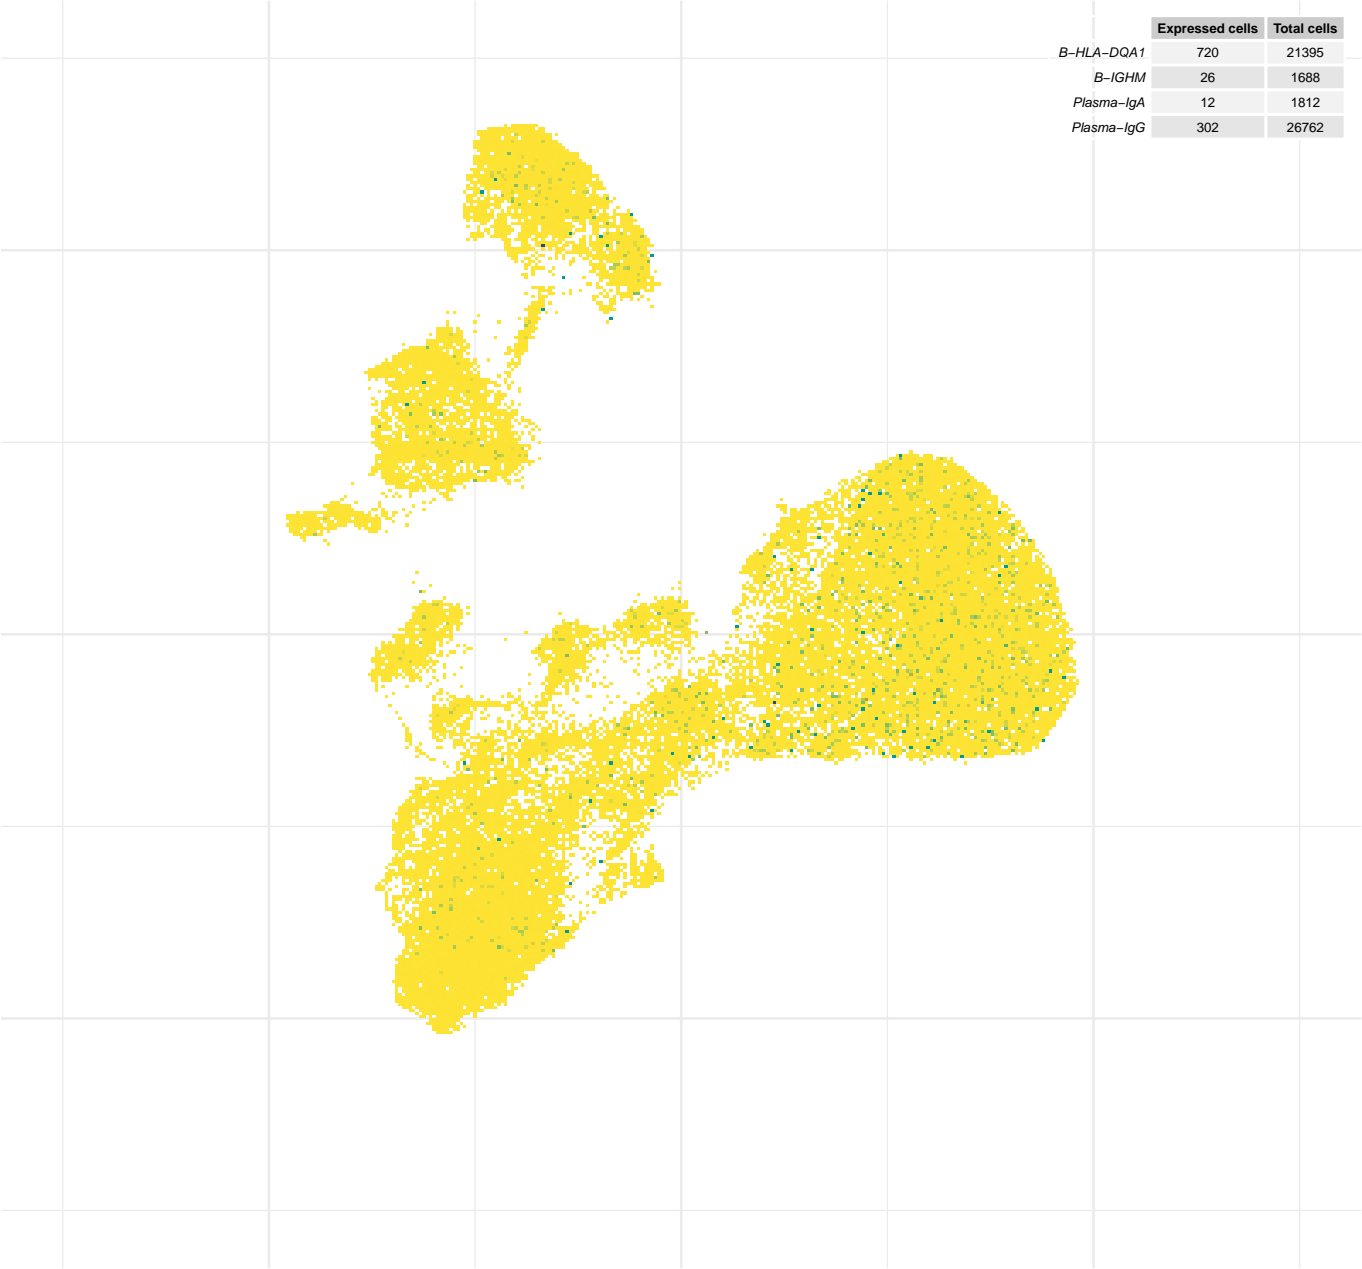 Expressed cells Total cells
B−HLA−DQA1 720 21395
B−IGHM 26 1688
Plasma−IgA 12 1812
Plasma−IgG 302 26762